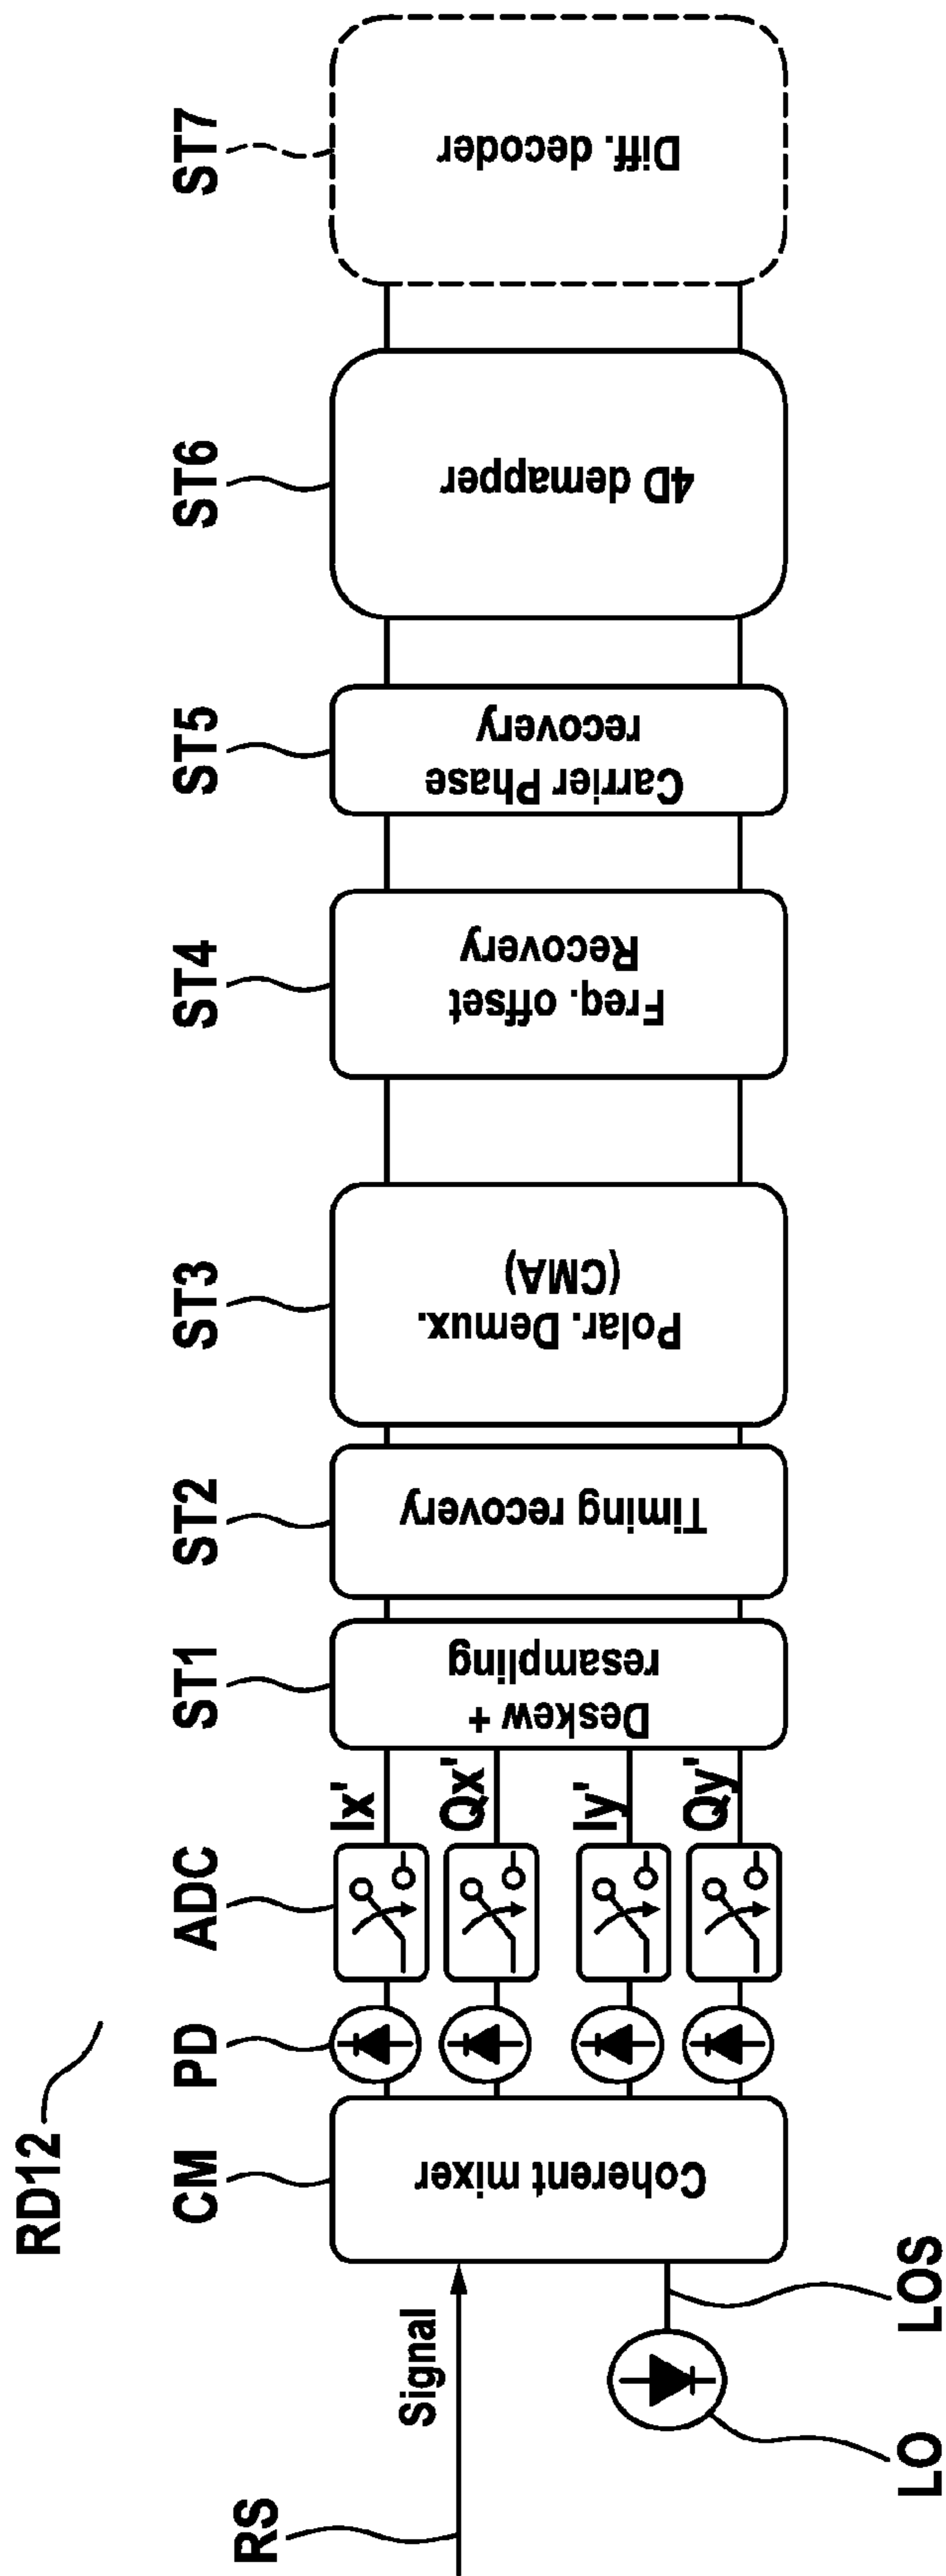 RD12
RS
Signal
LO
LOS
CM
Coherent mixer
PD
ADC
Ix'
Qx'
Iy'
Qy'
ST1
Deskew +
resampling
ST2
Timing recovery
ST3
Polar. Demux.
(CMA)
ST4
Freq. offset
Recovery
ST5
Carrier Phase
recovery
ST6
4D demapper
ST7
Diff. decoder